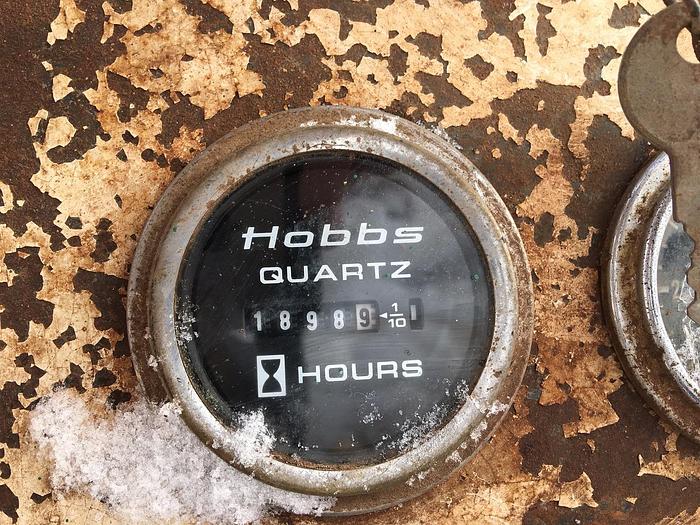 Hobbs
QUARTZ
18989 ◂1/10
HOURS